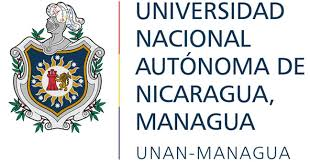 UNIVERSIDAD
NACIONAL
AUTÓNOMA DE
NICARAGUA,
MANAGUA
UNAN-MANAGUA